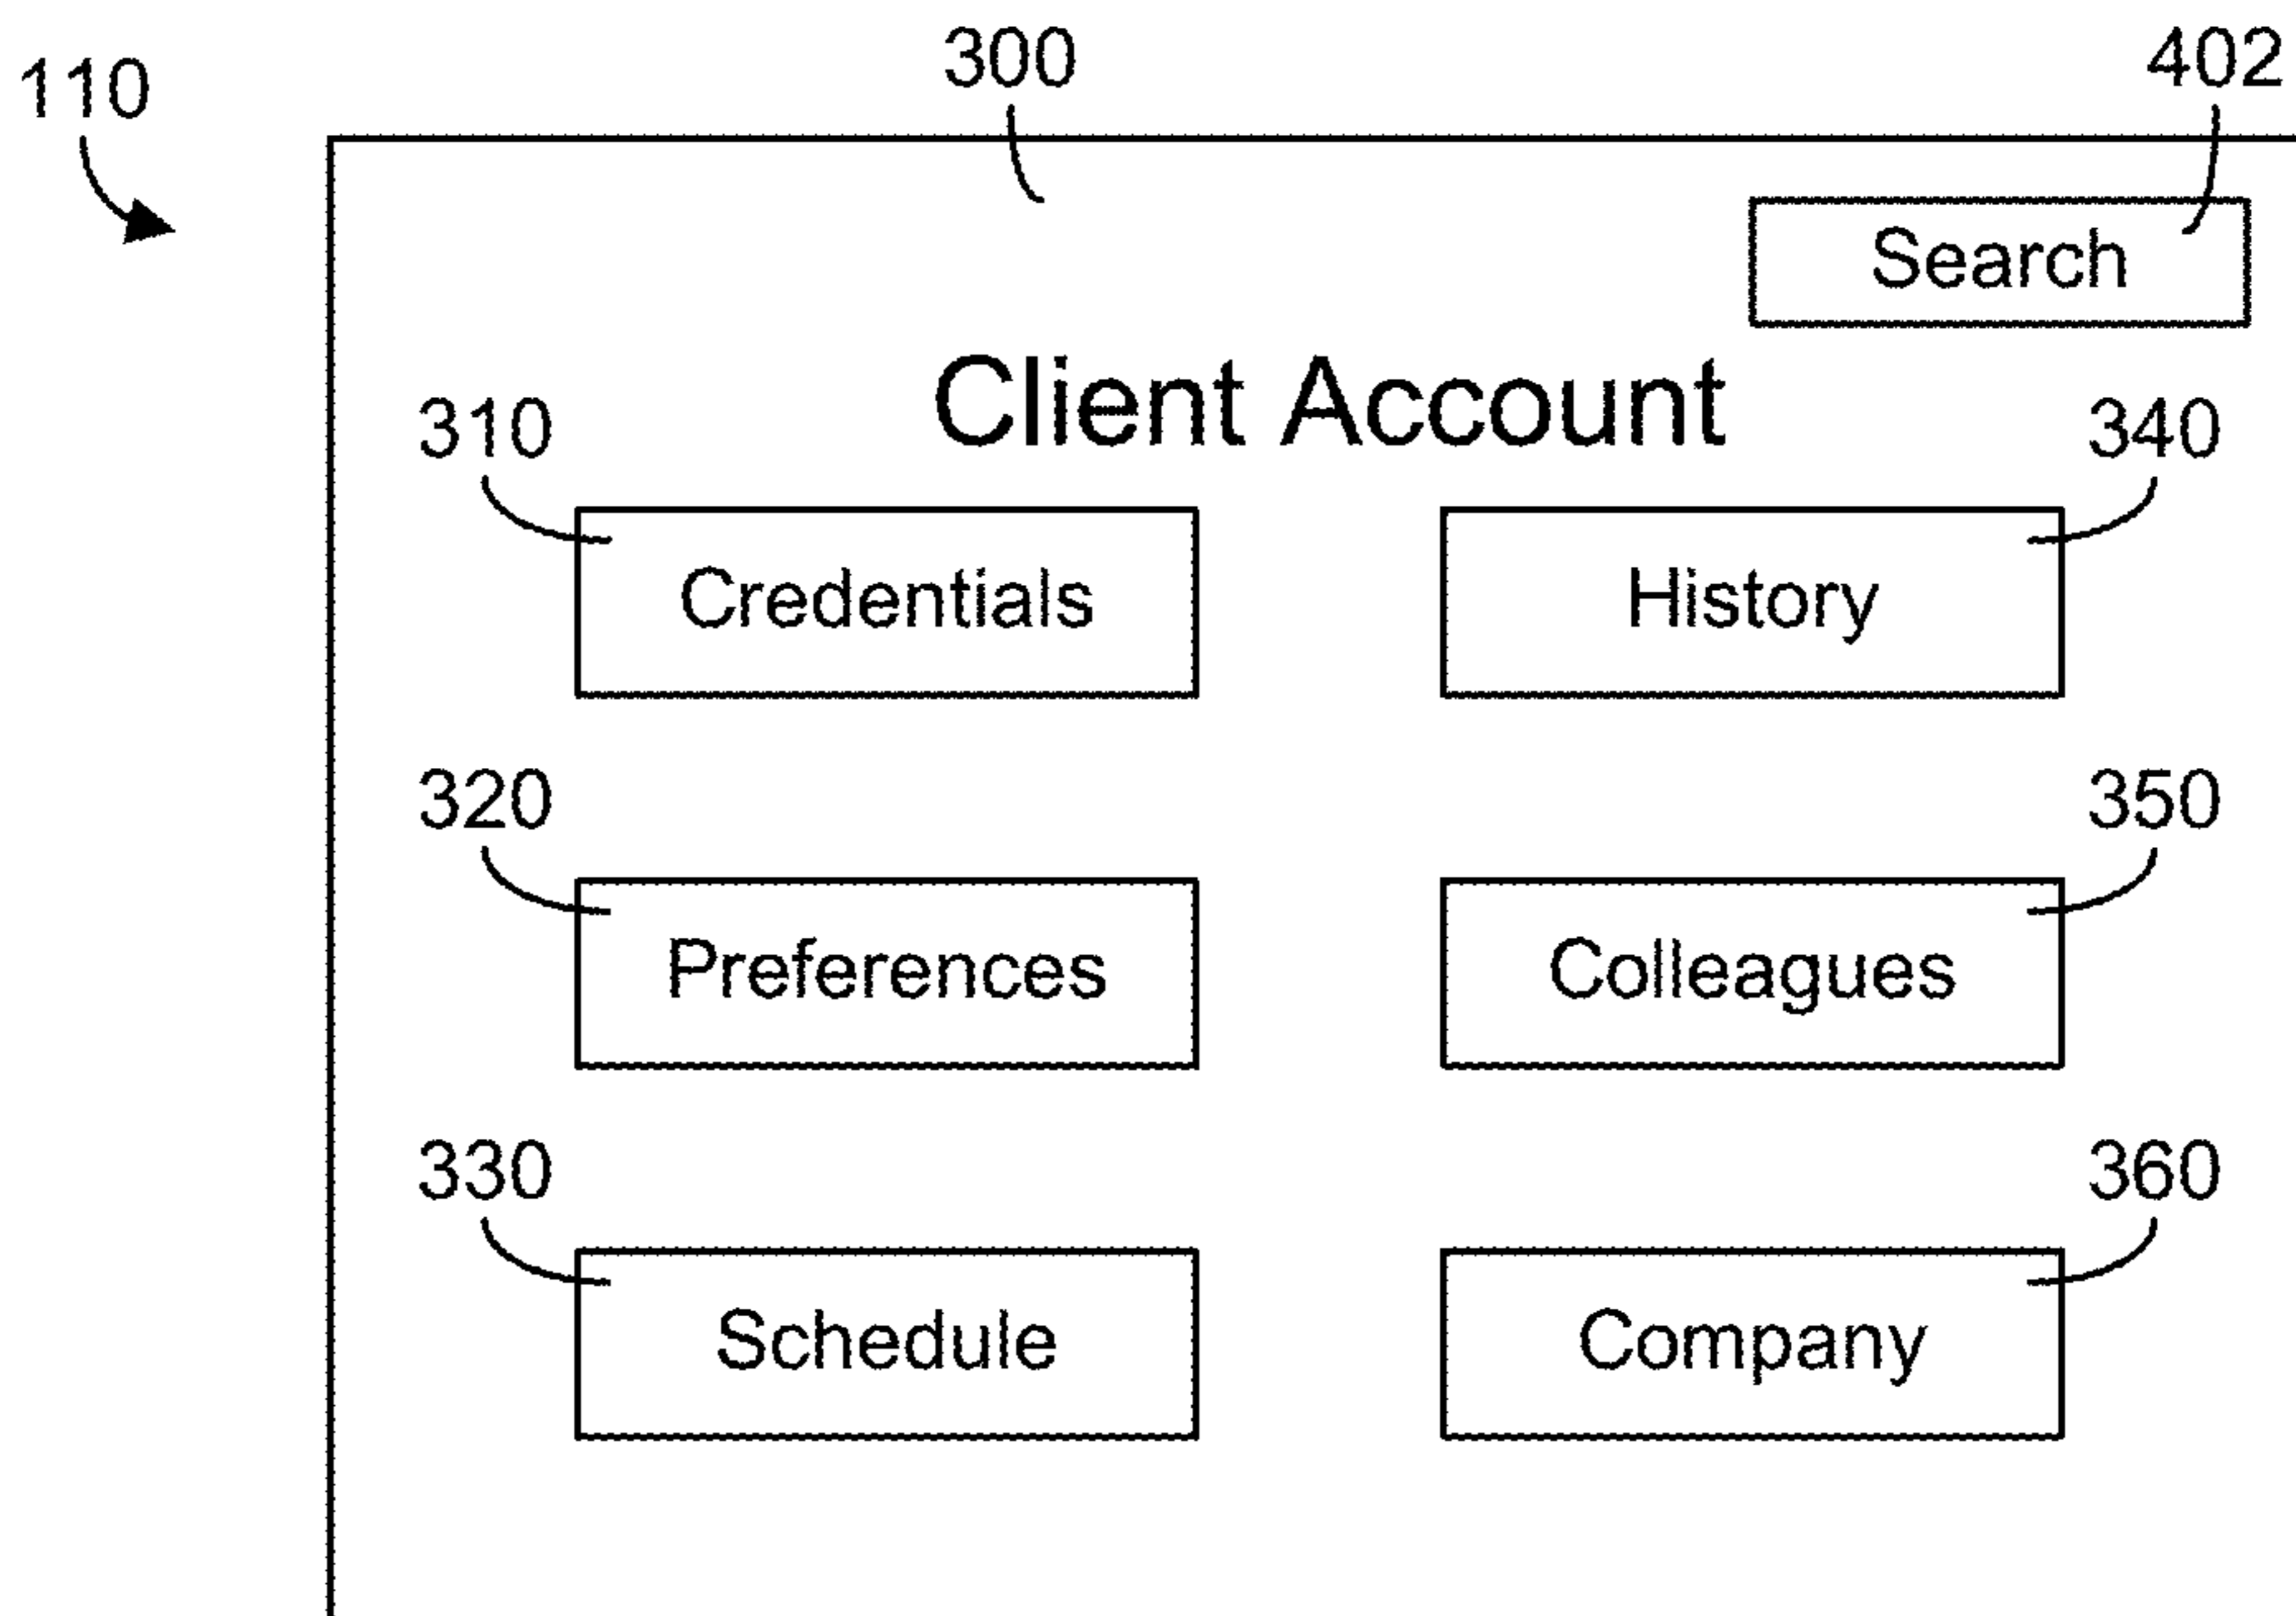 110
300
402
Search
Client Account
310
340
Credentials
History
320
350
Preferences
Colleagues
330
360
Schedule
Company